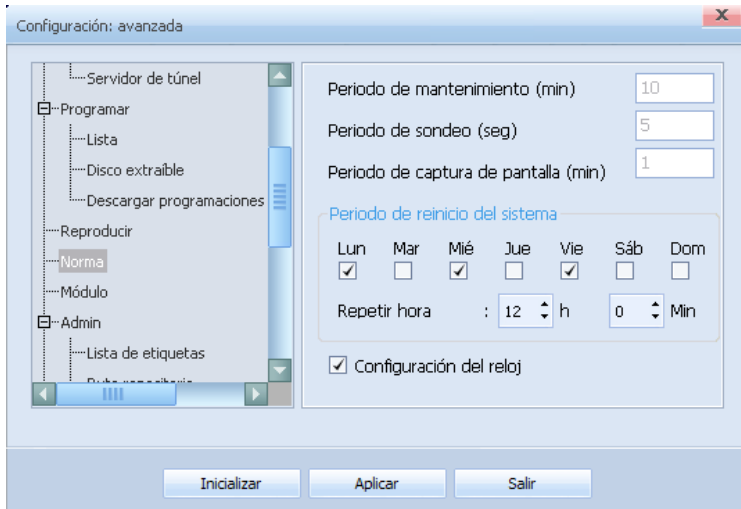 Configuración: avanzada
Servidor de túnel
Programar
Lista
Disco extraíble
Descargar programaciones
Reproducir
Norma
Módulo
Admin
Lista de etiquetas
Periodo de mantenimiento (min) 10
Periodo de sondeo (seg) 5
Periodo de captura de pantalla (min) 1
Periodo de reinicio del sistema
Lun Mar Mié Jue Vie Sáb Dom
Repetir hora : 12 h 0 Min
Configuración del reloj
Inicializar Aplicar Salir